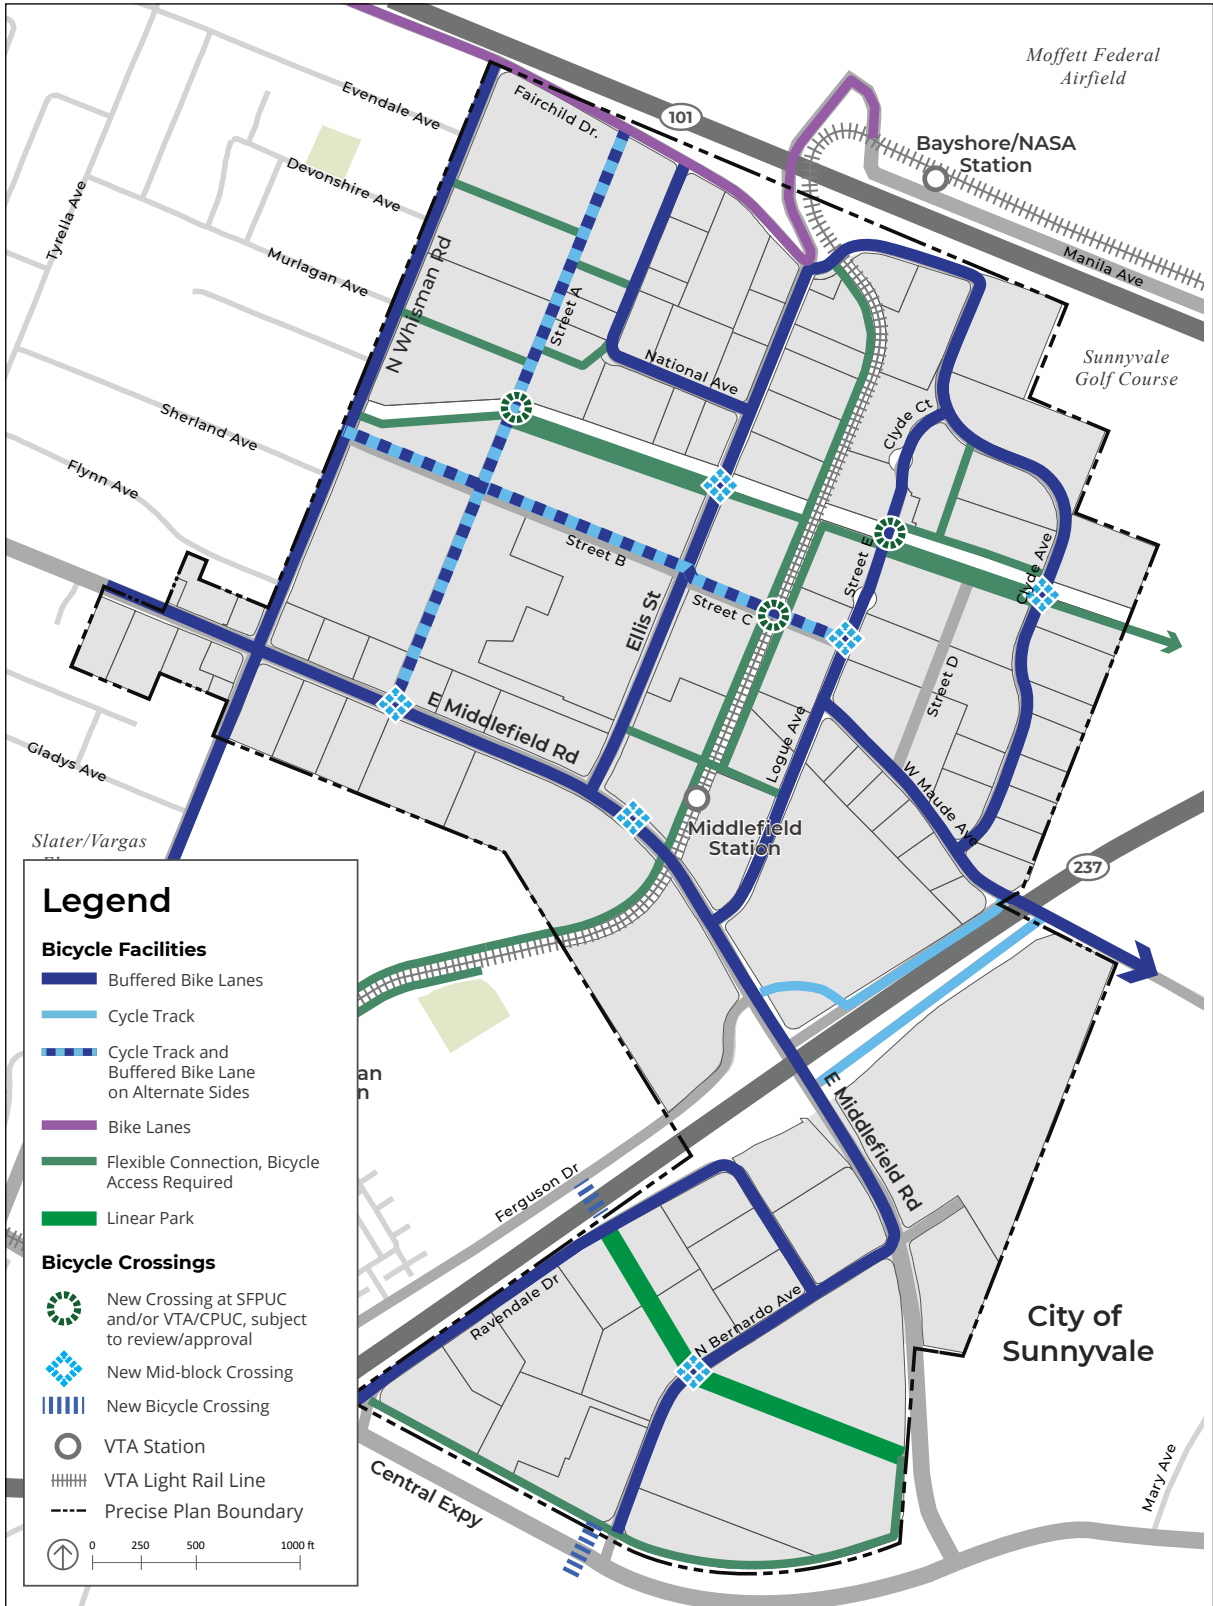 Moffett Federal
Airfield
Evendale Ave
Fairchild Dr.
101
Bayshore/NASA
Station
Devonshire Ave
Tyrella Ave
Murlagan Ave
N Whisman Rd
Manila Ave
Street A
National Ave
Sunnyvale
Golf Course
Sherland Ave
Clyde Ct
Flynn Ave
Street B
Street E
Clyde Ave
Street C
Ellis St
Street D
E Middlefield Rd
Logue Ave
Gladys Ave
W Maude Ave
Middlefield
Station
Slater/Vargas
237
E Middlefield Rd
Ferguson Dr
Ravendale Dr
N Bernardo Ave
City of
Sunnyvale
Central Expy
Mary Ave
an
n
Legend
Bicycle Facilities
Buffered Bike Lanes
Cycle Track
Cycle Track and
Buffered Bike Lane
on Alternate Sides
Bike Lanes
Flexible Connection, Bicycle
Access Required
Linear Park
Bicycle Crossings
New Crossing at SFPUC
and/or VTA/CPUC, subject
to review/approval
New Mid-block Crossing
New Bicycle Crossing
VTA Station
VTA Light Rail Line
Precise Plan Boundary
0 250 500 1000 ft